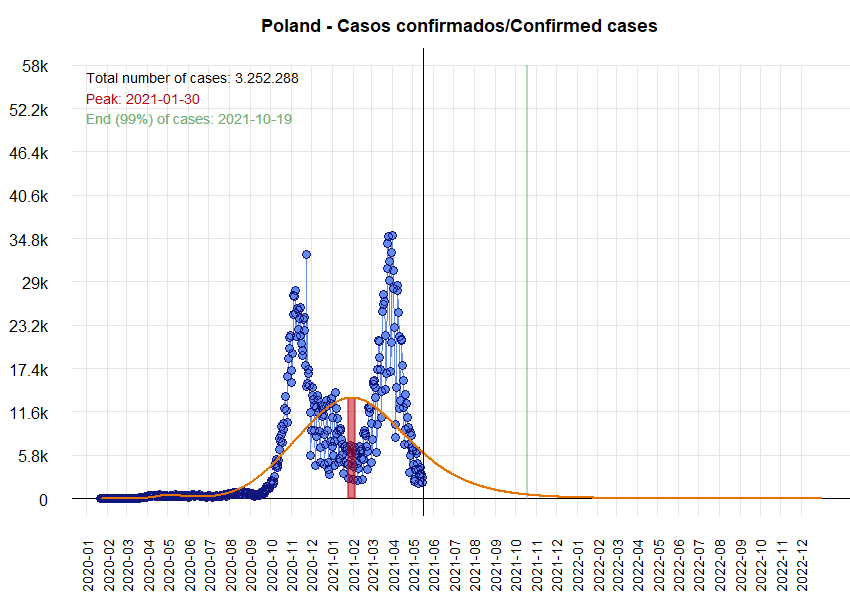 Poland - Casos confirmados/Confirmed cases
58k
52.2k
46.4k
40.6k
34.8k
29k
23.2k
17.4k
11.6k
5.8k
0
Total number of cases: 3.252.288
Peak: 2021-01-30
End (99%) of cases: 2021-10-19
2020-01
2020-02
2020-03
2020-04
2020-05
2020-06
2020-07
2020-08
2020-09
2020-10
2020-11
2020-12
2021-01
2021-02
2021-03
2021-04
2021-05
2021-06
2021-07
2021-08
2021-09
2021-10
2021-11
2021-12
2022-01
2022-02
2022-03
2022-04
2022-05
2022-06
2022-07
2022-08
2022-09
2022-10
2022-11
2022-12